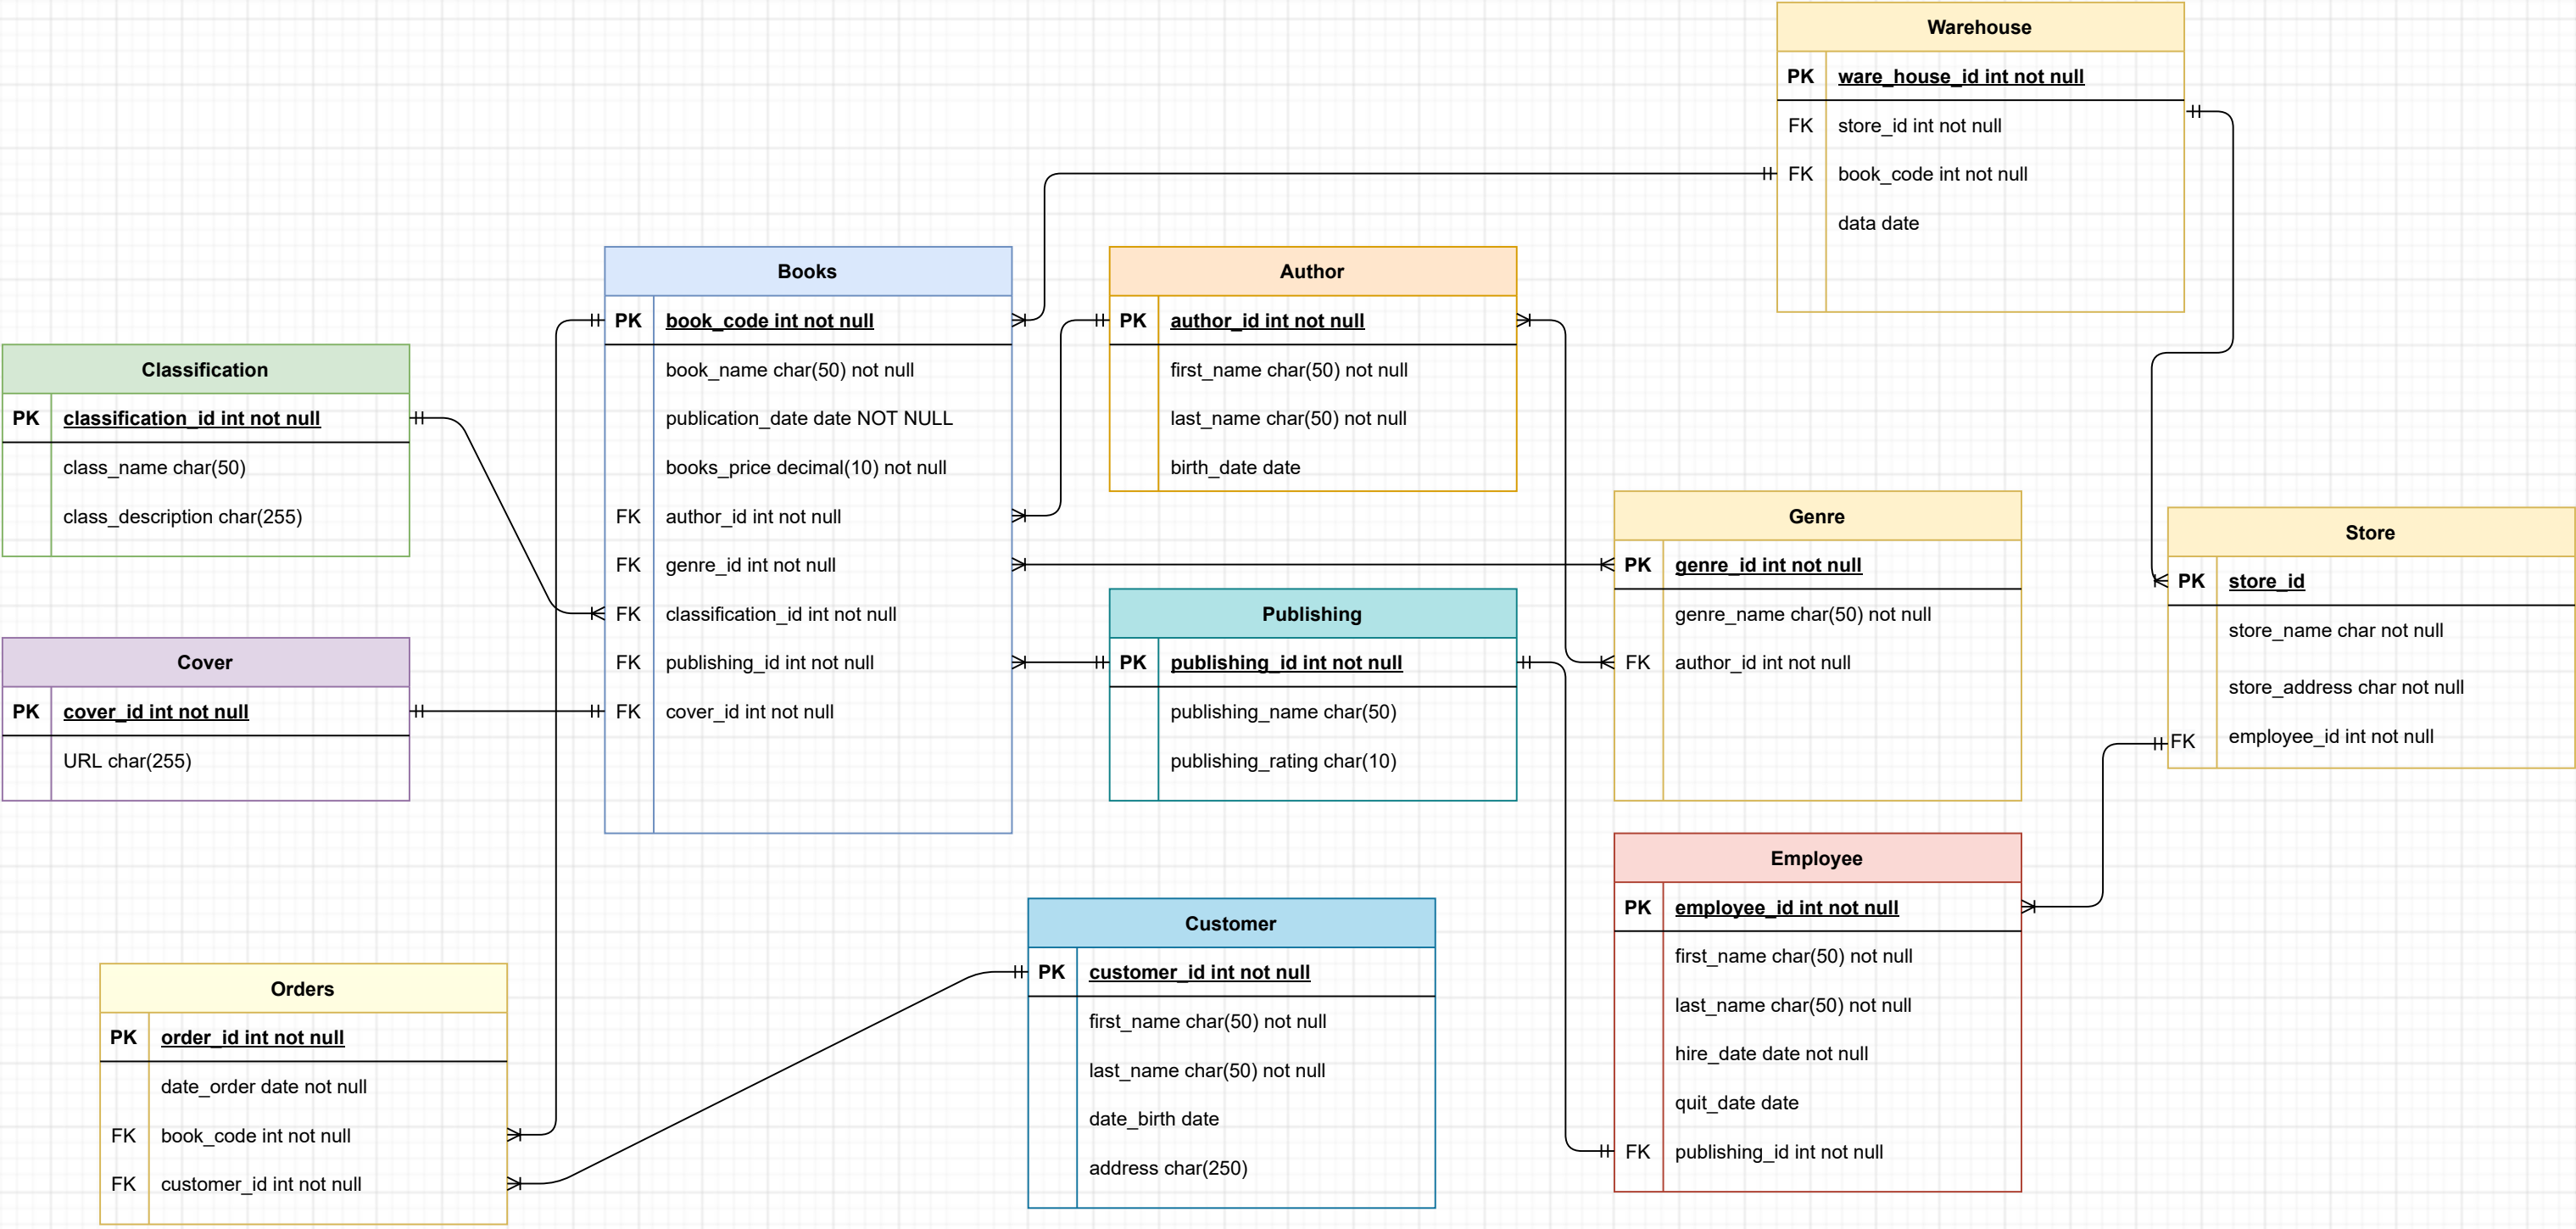 Warehouse
PK ware_house_id int not null
FK store_id int not null
FK book_code int not null
data date
Books
PK book_code int not null
book_name char(50) not null
publication_date date NOT NULL
books_price decimal(10) not null
FK author_id int not null
FK genre_id int not null
FK classification_id int not null
FK publishing_id int not null
FK cover_id int not null
Author
PK author_id int not null
first_name char(50) not null
last_name char(50) not null
birth_date date
Classification
PK classification_id int not null
class_name char(50)
class_description char(255)
Genre
PK genre_id int not null
genre_name char(50) not null
FK author_id int not null
Store
PK store_id
store_name char not null
store_address char not null
FK employee_id int not null
Publishing
PK publishing_id int not null
publishing_name char(50)
publishing_rating char(10)
Cover
PK cover_id int not null
URL char(255)
Employee
PK employee_id int not null
first_name char(50) not null
last_name char(50) not null
hire_date date not null
quit_date date
FK publishing_id int not null
Customer
PK customer_id int not null
first_name char(50) not null
last_name char(50) not null
date_birth date
address char(250)
Orders
PK order_id int not null
date_order date not null
FK book_code int not null
FK customer_id int not null